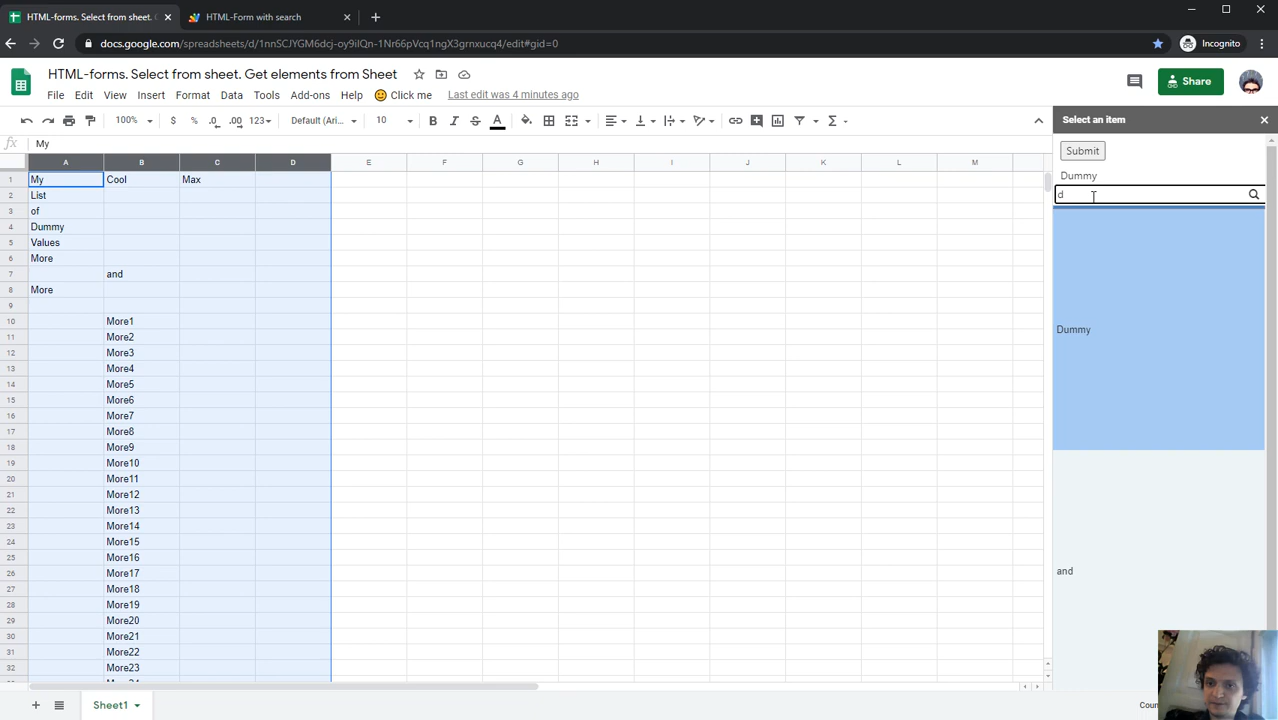 HTML-forms. Select from sheet. G
HTML-Form with search
docs.google.com/spreadsheets/d/1nnSCJYGM6dcj-oy9iIQn-1Nr66pVcq1ngX3grnxucq4/edit#gid=0
Incognito
HTML-forms. Select from sheet. Get elements from Sheet
File Edit View Insert Format Data Tools Add-ons Help Click me Last edit was 4 minutes ago
Share
100% $ % .0 .00 123 Default (Ari... 10 B I S A
Select an item
fx My
A B C D E F G H I J K L M
Submit
Dummy
d
1 My Cool Max
2 List
3 of
4 Dummy
5 Values
6 More
7 and
8 More
9
10 More1
11 More2
12 More3
13 More4
14 More5
15 More6
16 More7
17 More8
18 More9
19 More10
20 More11
21 More12
22 More13
23 More14
24 More15
25 More16
26 More17
27 More18
28 More19
29 More20
30 More21
31 More22
32 More23
Dummy
and
Sheet1
Coun